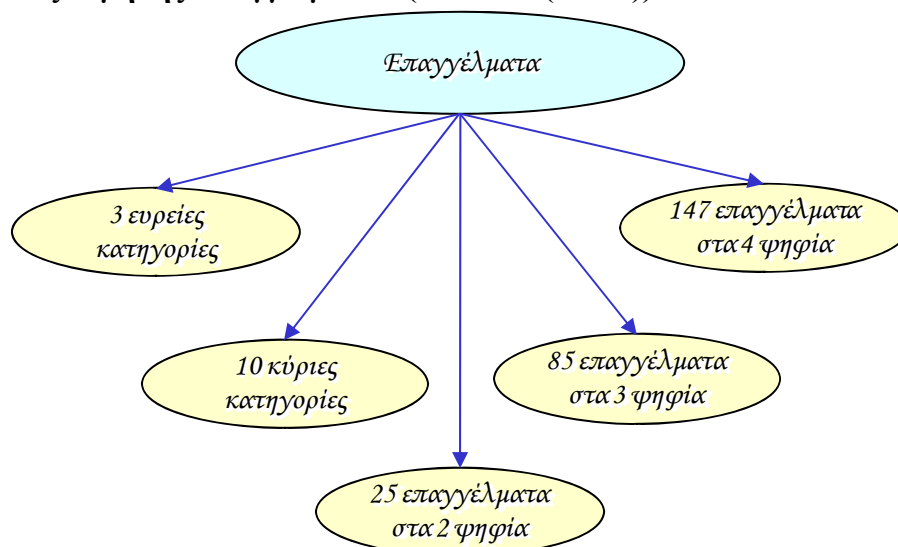 Επαγγέλματα
3 ευρείες
κατηγορίες
147 επαγγέλματα
στα 4 ψηφία
10 κύριες
κατηγορίες
85 επαγγέλματα
στα 3 ψηφία
25 επαγγέλματα
στα 2 ψηφία